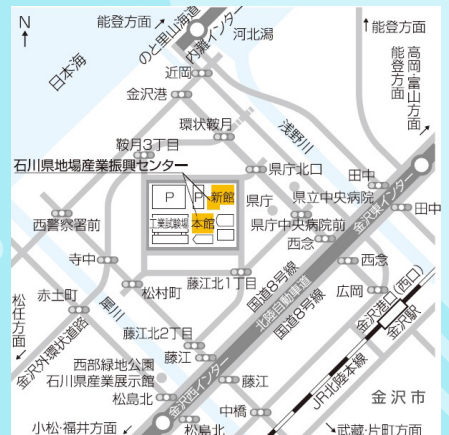 N
能登方面
のと里山海道
内灘インター
河北潟
能登方面
高岡・富山方面
能登方面
日本海
近岡
金沢港
浅野川
環状鞍月
鞍月3丁目
石川県地場産業振興センター
県庁北口
田中
P
P
新館
県庁
県立中央病院
金沢東インター
田中
西警察署前
工業試験場
本館
県庁中央病院前
西念
寺中
西念
藤江北1丁目
国道8号線
北陸自動車道
国道8号線
広岡
金沢港口(西口)
金沢駅
赤土町
松村町
松任方面
金沢外環状道路
犀川
藤江北2丁目
藤江
西部緑地公園
石川県産業展示館
藤江
JR北陸本線
金沢市
松島北
金沢西インター
中橋
小松・福井方面
松島北
武蔵・片町方面